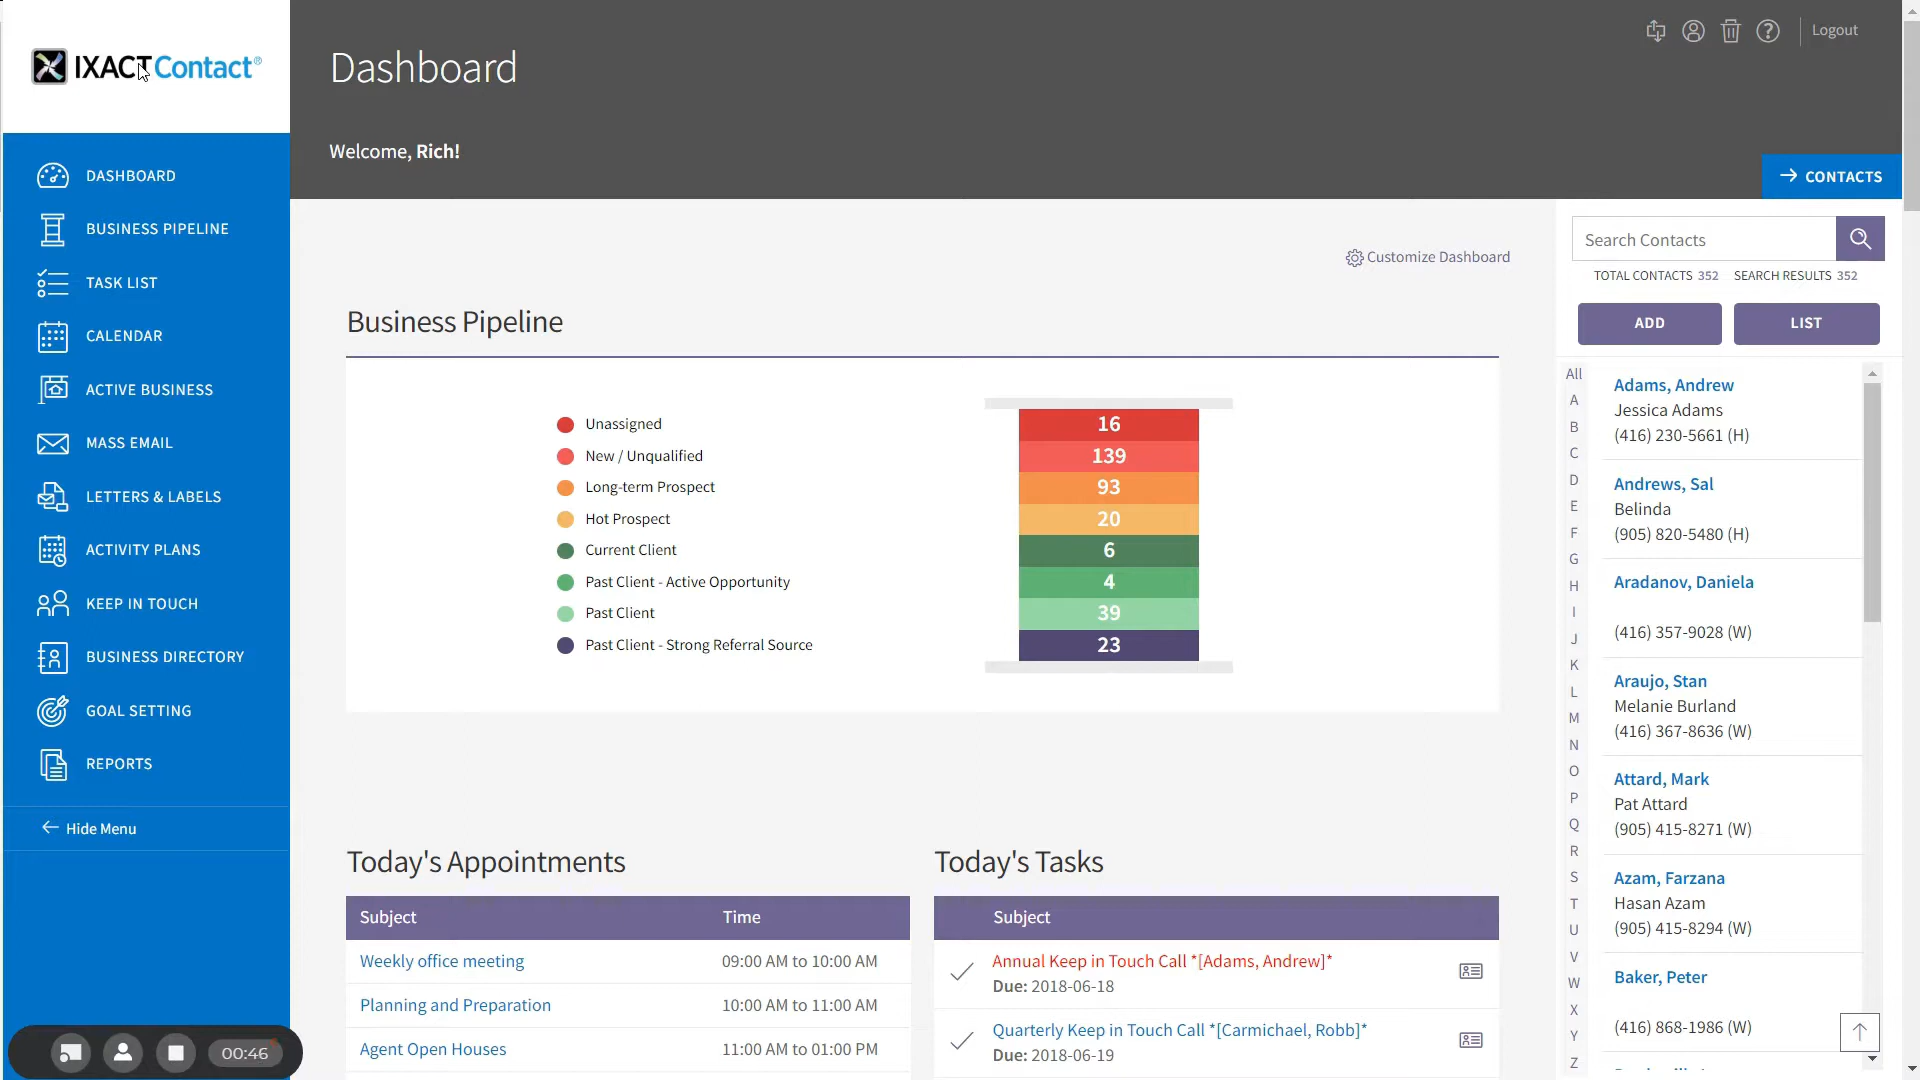 IXACTContact®
Dashboard
Logout
Welcome, Rich!
CONTACTS
DASHBOARD
BUSINESS PIPELINE
TASK LIST
CALENDAR
ACTIVE BUSINESS
MASS EMAIL
LETTERS & LABELS
ACTIVITY PLANS
KEEP IN TOUCH
BUSINESS DIRECTORY
GOAL SETTING
REPORTS
Hide Menu
00:46
Customize Dashboard
Business Pipeline
Unassigned 16
New / Unqualified 139
Long-term Prospect 93
Hot Prospect 20
Current Client 6
Past Client - Active Opportunity 4
Past Client 39
Past Client - Strong Referral Source 23
Today's Appointments
Subject Time
Weekly office meeting 09:00 AM to 10:00 AM
Planning and Preparation 10:00 AM to 11:00 AM
Agent Open Houses 11:00 AM to 01:00 PM
Today's Tasks
Subject
Annual Keep in Touch Call *[Adams, Andrew]*
Due: 2018-06-18
Quarterly Keep in Touch Call *[Carmichael, Robb]*
Due: 2018-06-19
Search Contacts
TOTAL CONTACTS 352 SEARCH RESULTS 352
ADD LIST
All
A
B
C
D
E
F
G
H
I
J
K
L
M
N
O
P
Q
R
S
T
U
V
W
X
Y
Z
Adams, Andrew
Jessica Adams
(416) 230-5661 (H)
Andrews, Sal
Belinda
(905) 820-5480 (H)
Aradanov, Daniela
(416) 357-9028 (W)
Araujo, Stan
Melanie Burland
(416) 367-8636 (W)
Attard, Mark
Pat Attard
(905) 415-8271 (W)
Azam, Farzana
Hasan Azam
(905) 415-8294 (W)
Baker, Peter
(416) 868-1986 (W)